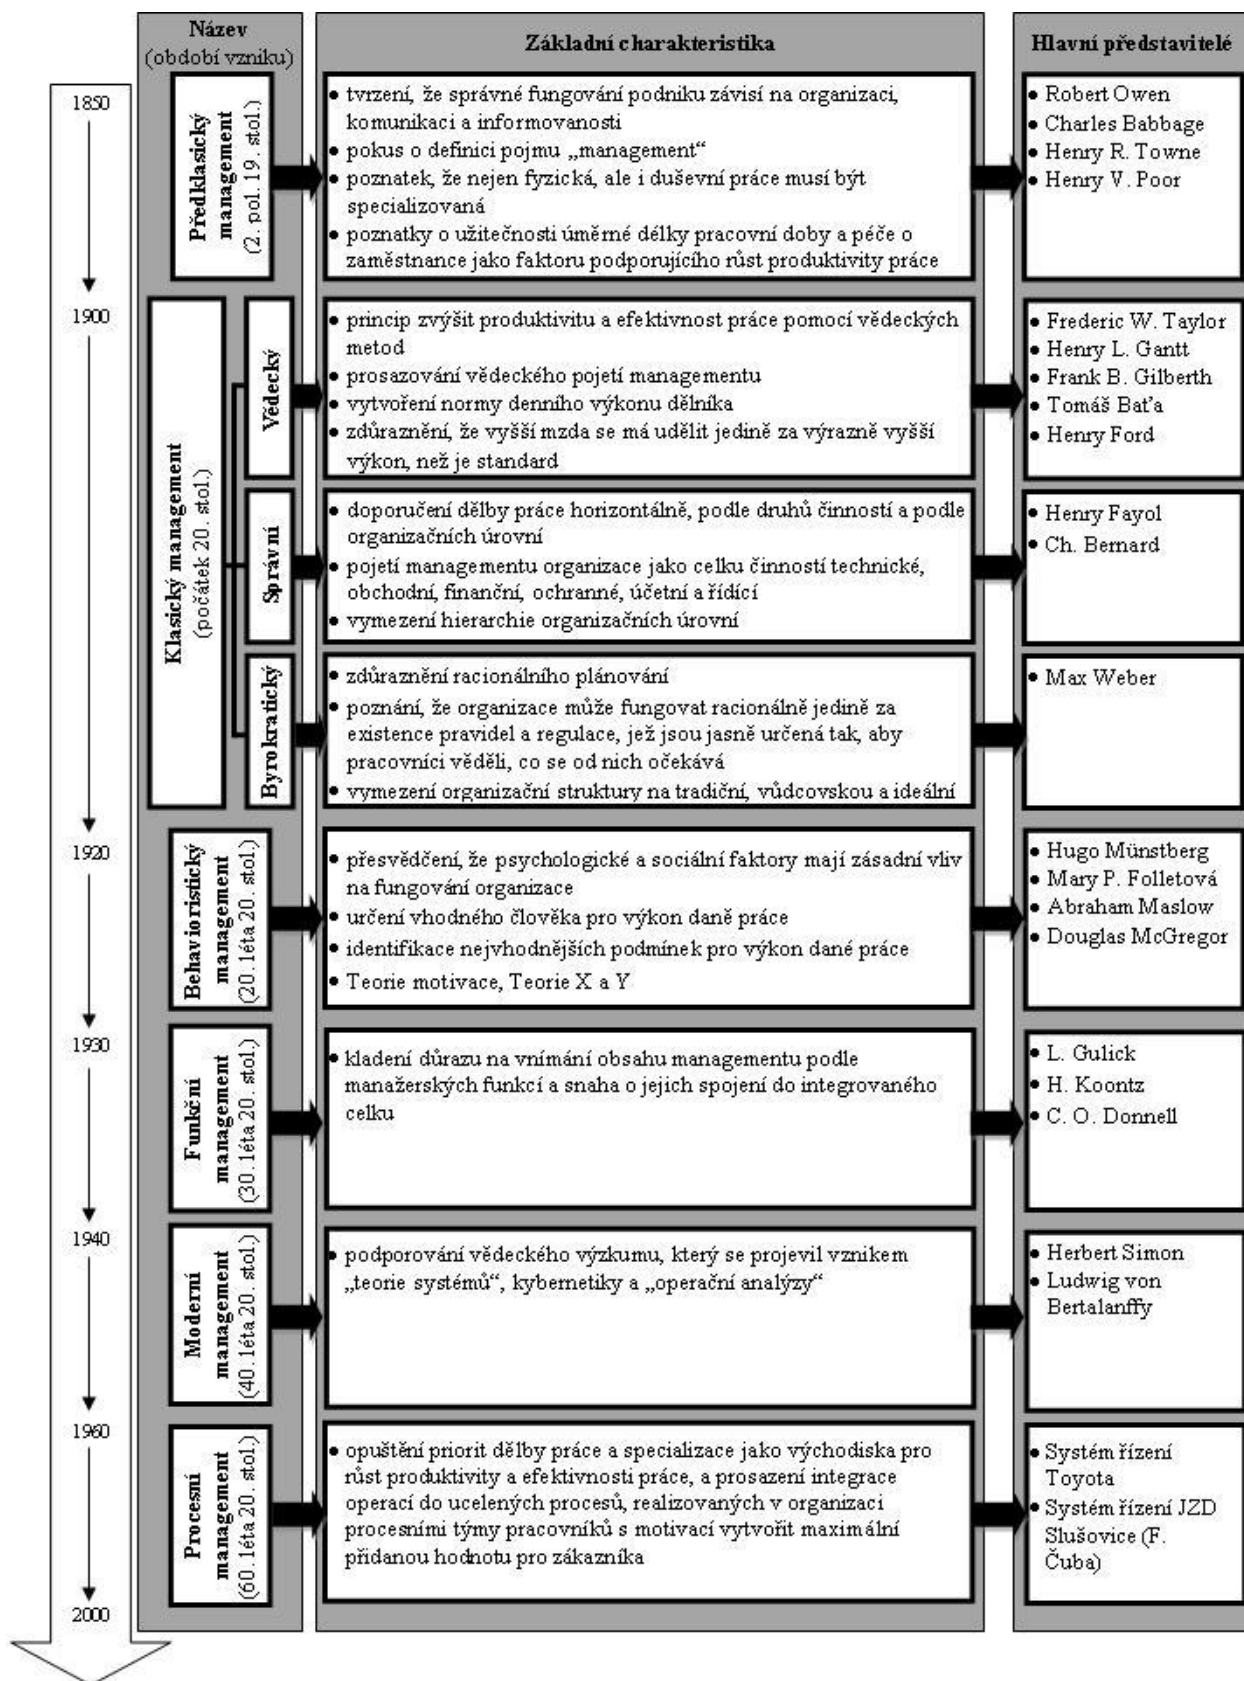 Název
(období vzniku)
Základní charakteristika
Hlavní představitelé
1850
Předklasický
management
(2. pol. 19. stol.)
• tvrzení, že správné fungování podniku závisí na organizaci,
komunikaci a informovanosti
• pokus o definici pojmu „management“
• poznatek, že nejen fyzická, ale i duševní práce musí být
specializovaná
• poznatky o užitečnosti úměrné délky pracovní doby a péče o
zaměstnance jako faktoru podporujícího růst produktivity práce
• Robert Owen
• Charles Babbage
• Henry R. Towne
• Henry V. Poor
1900
Klasický management
(počátek 20. stol.)
Vědecký
• princip zvýšit produktivitu a efektivnost práce pomocí vědeckých
metod
• prosazování vědeckého pojetí managementu
• vytvoření normy denního výkonu dělníka
• zdůraznění, že vyšší mzda se má udělit jedině za výrazně vyšší
výkon, než je standard
• Frederic W. Taylor
• Henry L. Gantt
• Frank B. Gilberth
• Tomáš Baťa
• Henry Ford
Správní
• doporučení dělby práce horizontálně, podle druhů činností a podle
organizačních úrovní
• pojetí managementu organizace jako celku činností technické,
obchodní, finanční, ochranné, účetní a řídící
• vymezení hierarchie organizačních úrovní
• Henry Fayol
• Ch. Bernard
Byrokratický
• zdůraznění racionálního plánování
• poznání, že organizace může fungovat racionálně jedině za
existence pravidel a regulace, jež jsou jasně určená tak, aby
pracovníci věděli, co se od nich očekává
• vymezení organizační struktury na tradiční, vůdcovskou a ideální
• Max Weber
1920
Behavioristický
management
(20. léta 20. stol.)
• přesvědčení, že psychologické a sociální faktory mají zásadní vliv
na fungování organizace
• určení vhodného člověka pro výkon daně práce
• identifikace nejvhodnějších podmínek pro výkon dané práce
• Teorie motivace, Teorie X a Y
• Hugo Münstberg
• Mary P. Folletová
• Abraham Maslow
• Douglas McGregor
1930
Funkční
management
(30. léta 20. stol.)
• kladení důrazu na vnímání obsahu managementu podle
manažerských funkcí a snaha o jejich spojení do integrovaného
celku
• L. Gulick
• H. Koontz
• C. O. Donnell
1940
Moderní
management
(40. léta 20. stol.)
• podporování vědeckého výzkumu, který se projevil vznikem
„teorie systémů“, kybernetiky a „operační analýzy“
• Herbert Simon
• Ludwig von
Bertalanffy
1960
Procesní
management
(60. léta 20. stol.)
• opuštění priorit dělby práce a specializace jako východiska pro
růst produktivity a efektivnosti práce, a prosazení integrace
operací do ucelených procesů, realizovaných v organizaci
procesními týmy pracovníků s motivací vytvořit maximální
přidanou hodnotu pro zákazníka
• Systém řízení
Toyota
• Systém řízení JZD
Slušovice (F.
Čuba)
2000